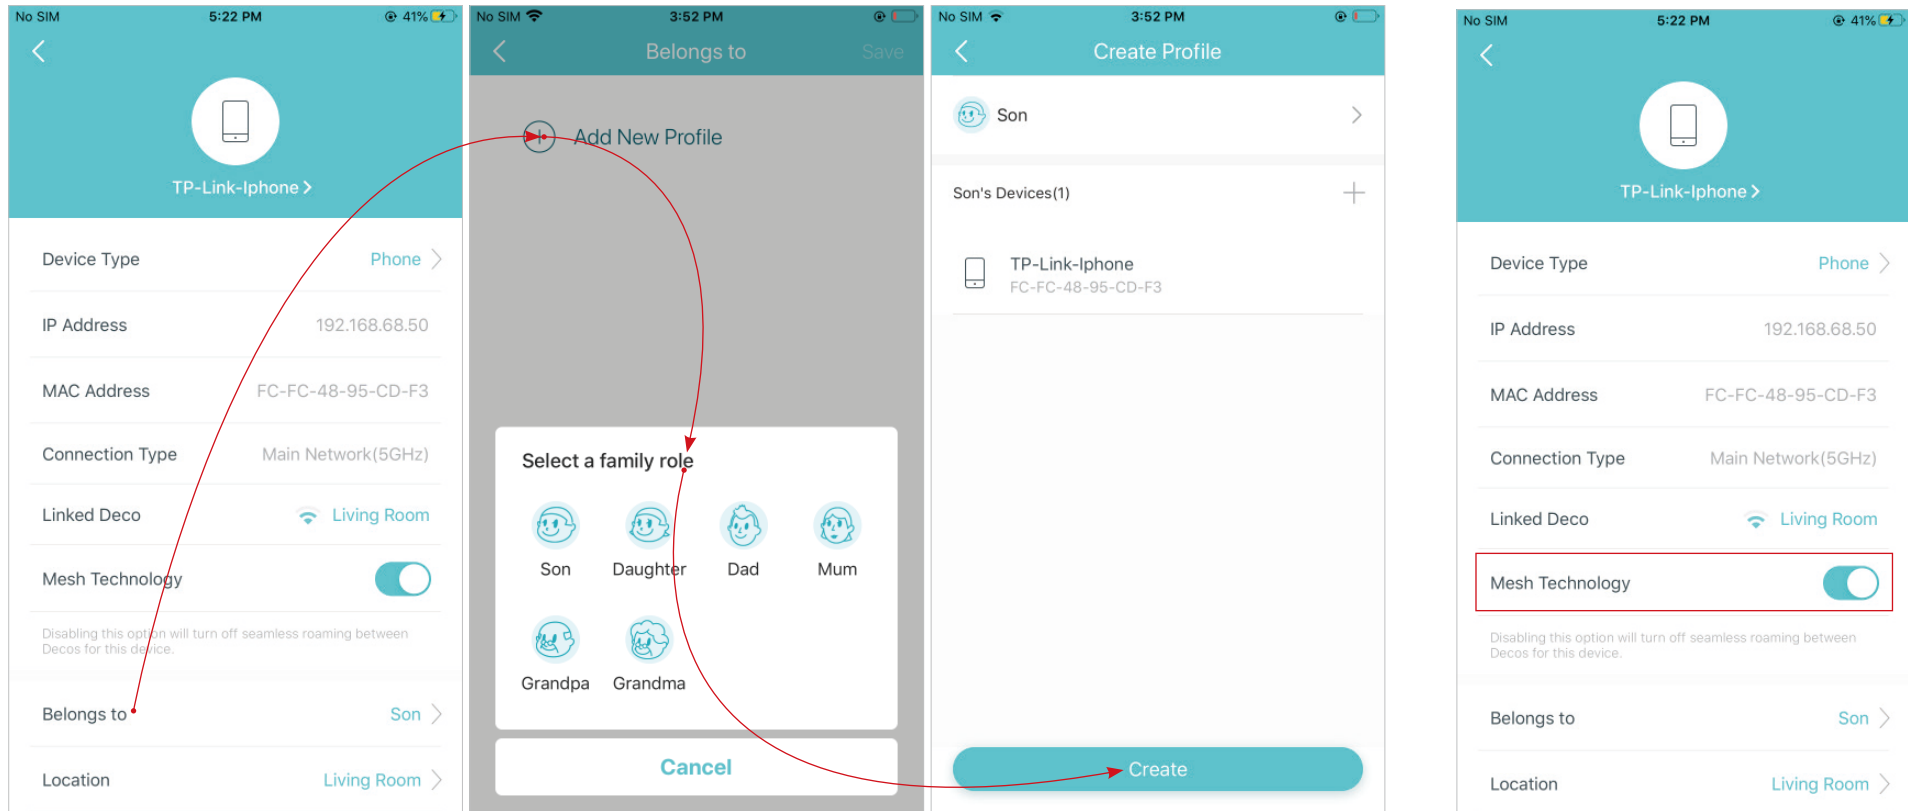 No SIM 5:22 PM 41%
TP-Link-Iphone
Device Type Phone
IP Address 192.168.68.50
MAC Address FC-FC-48-95-CD-F3
Connection Type Main Network(5GHz)
Linked Deco Living Room
Mesh Technology
Disabling this option will turn off seamless roaming between
Decos for this device.
Belongs to Son
Location Living Room
No SIM 3:52 PM
Belongs to Save
Add New Profile
Select a family role
Son Daughter Dad Mum
Grandpa Grandma
Cancel
No SIM 3:52 PM
Create Profile
Son
Son's Devices(1)
TP-Link-Iphone
FC-FC-48-95-CD-F3
Create
No SIM 5:22 PM 41%
TP-Link-Iphone
Device Type Phone
IP Address 192.168.68.50
MAC Address FC-FC-48-95-CD-F3
Connection Type Main Network(5GHz)
Linked Deco Living Room
Mesh Technology
Disabling this option will turn off seamless roaming between
Decos for this device.
Belongs to Son
Location Living Room